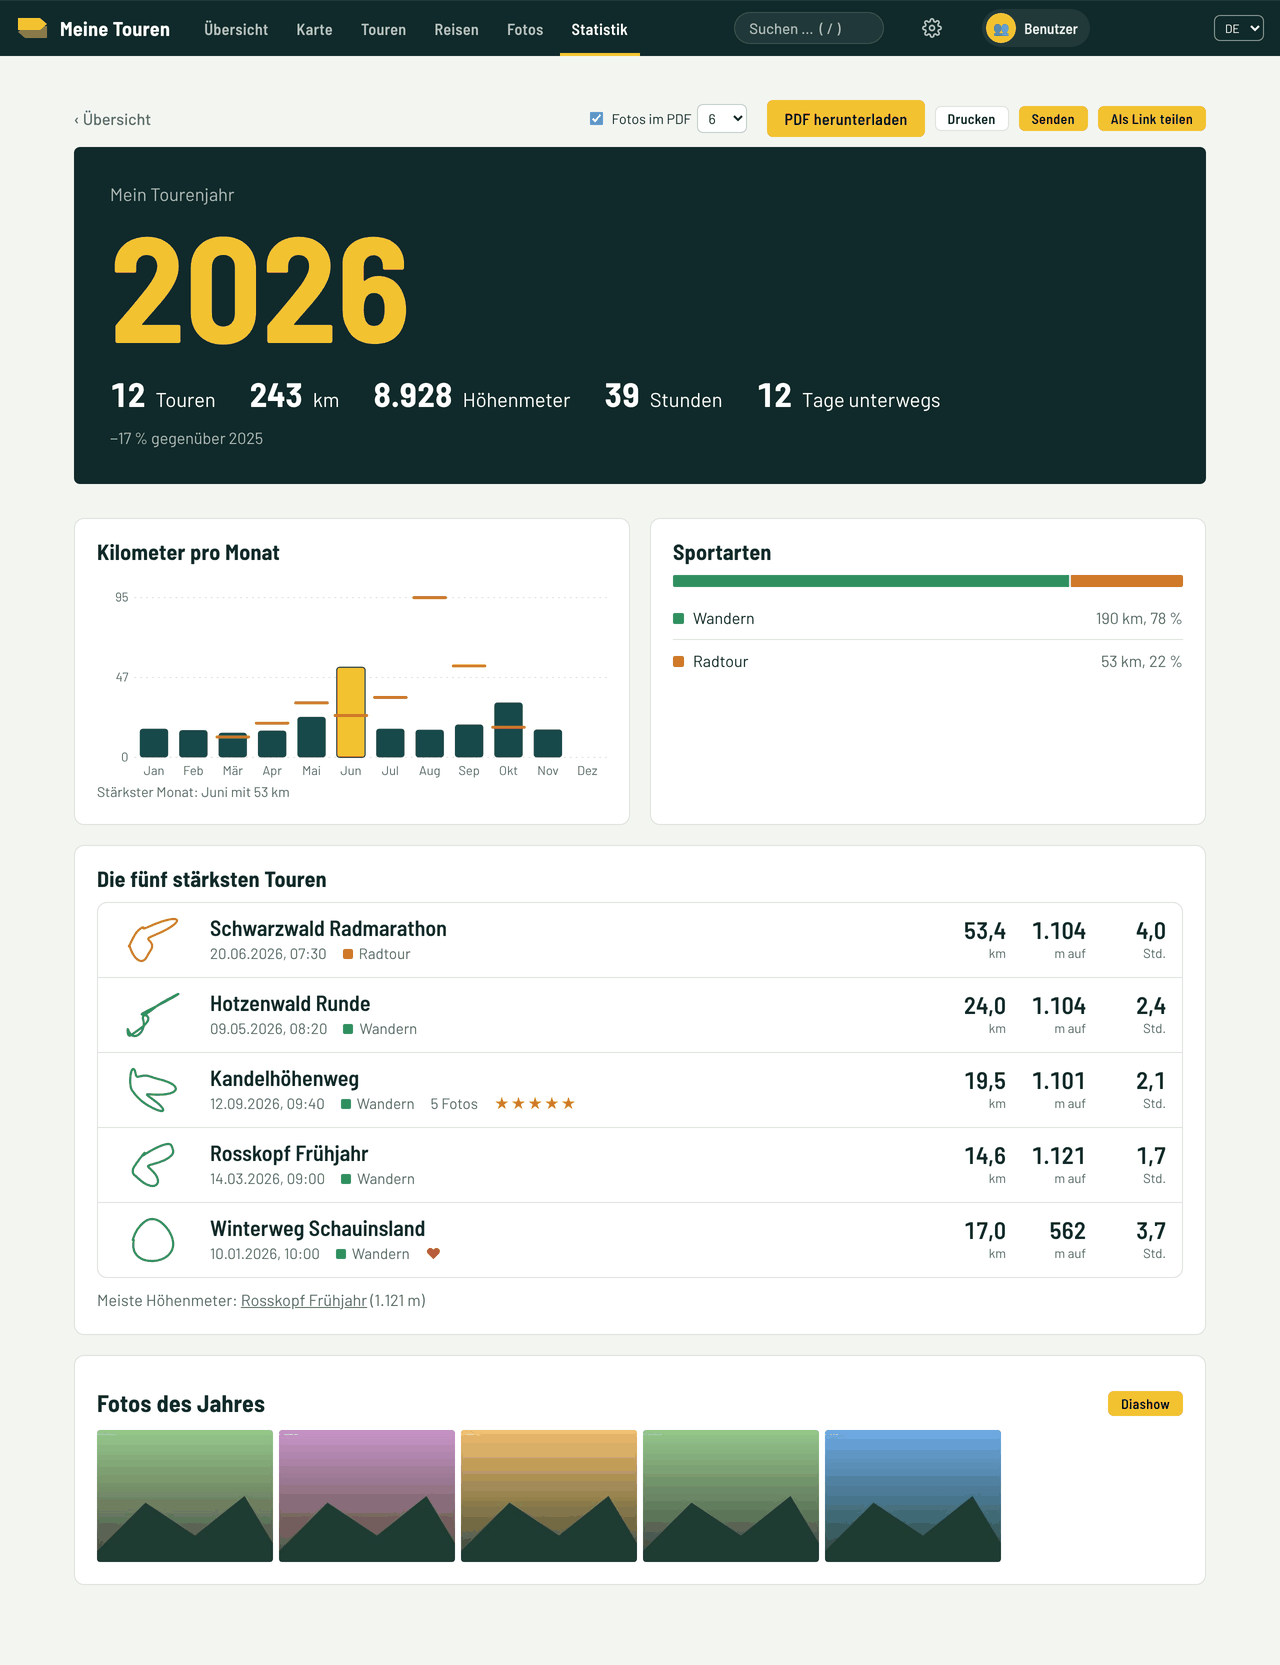 Meine Touren
Übersicht
Karte
Touren
Reisen
Fotos
Statistik
Suchen … ( / )
Benutzer
DE
‹ Übersicht
Fotos im PDF
6
PDF herunterladen
Drucken
Senden
Als Link teilen
Mein Tourenjahr
2026
12 Touren
243 km
8.928 Höhenmeter
39 Stunden
12 Tage unterwegs
−17 % gegenüber 2025
Kilometer pro Monat
95
47
0
Jan Feb Mär Apr Mai Jun Jul Aug Sep Okt Nov Dez
Stärkster Monat: Juni mit 53 km
Sportarten
Wandern 190 km, 78 %
Radtour 53 km, 22 %
Die fünf stärksten Touren
Schwarzwald Radmarathon
20.06.2026, 07:30 Radtour
53,4 1.104 4,0
km m auf Std.
Hotzenwald Runde
09.05.2026, 08:20 Wandern
24,0 1.104 2,4
km m auf Std.
Kandelhöhenweg
12.09.2026, 09:40 Wandern 5 Fotos ★★★★★
19,5 1.101 2,1
km m auf Std.
Rosskopf Frühjahr
14.03.2026, 09:00 Wandern
14,6 1.121 1,7
km m auf Std.
Winterweg Schauinsland
10.01.2026, 10:00 Wandern ♥
17,0 562 3,7
km m auf Std.
Meiste Höhenmeter: Rosskopf Frühjahr (1.121 m)
Fotos des Jahres
Diashow